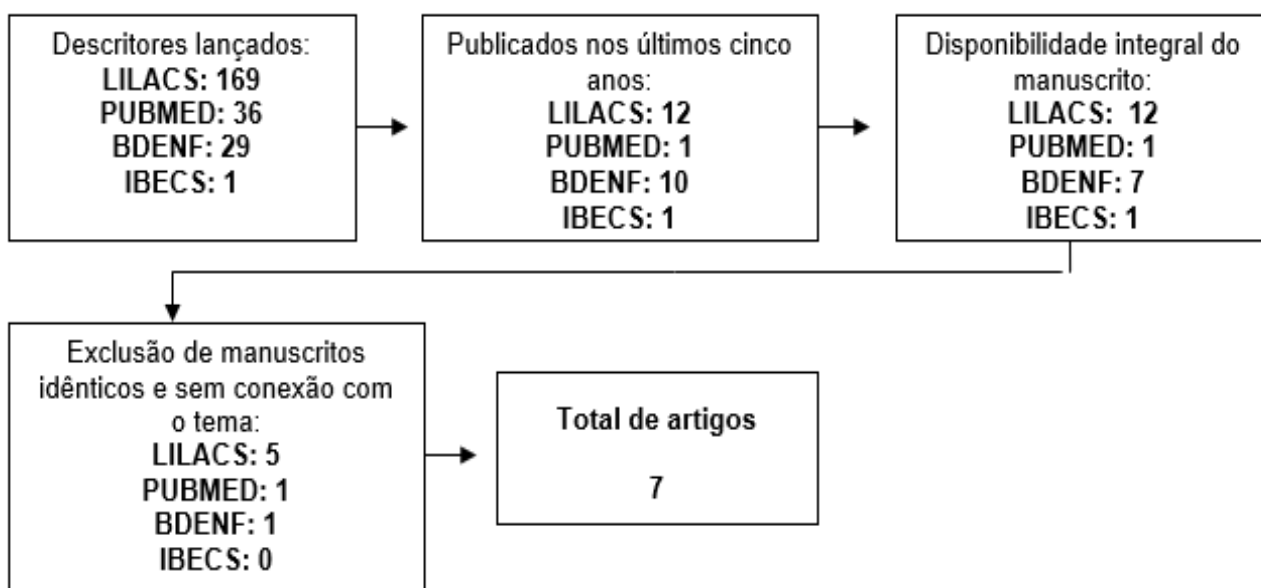 Descritores lançados:
LILACS: 169
PUBMED: 36
BDENF: 29
IBECS: 1
Publicados nos últimos cinco
anos:
LILACS: 12
PUBMED: 1
BDENF: 10
IBECS: 1
Disponibilidade integral do
manuscrito:
LILACS: 12
PUBMED: 1
BDENF: 7
IBECS: 1
Exclusão de manuscritos
idênticos e sem conexão com
o tema:
LILACS: 5
PUBMED: 1
BDENF: 1
IBECS: 0
Total de artigos
7